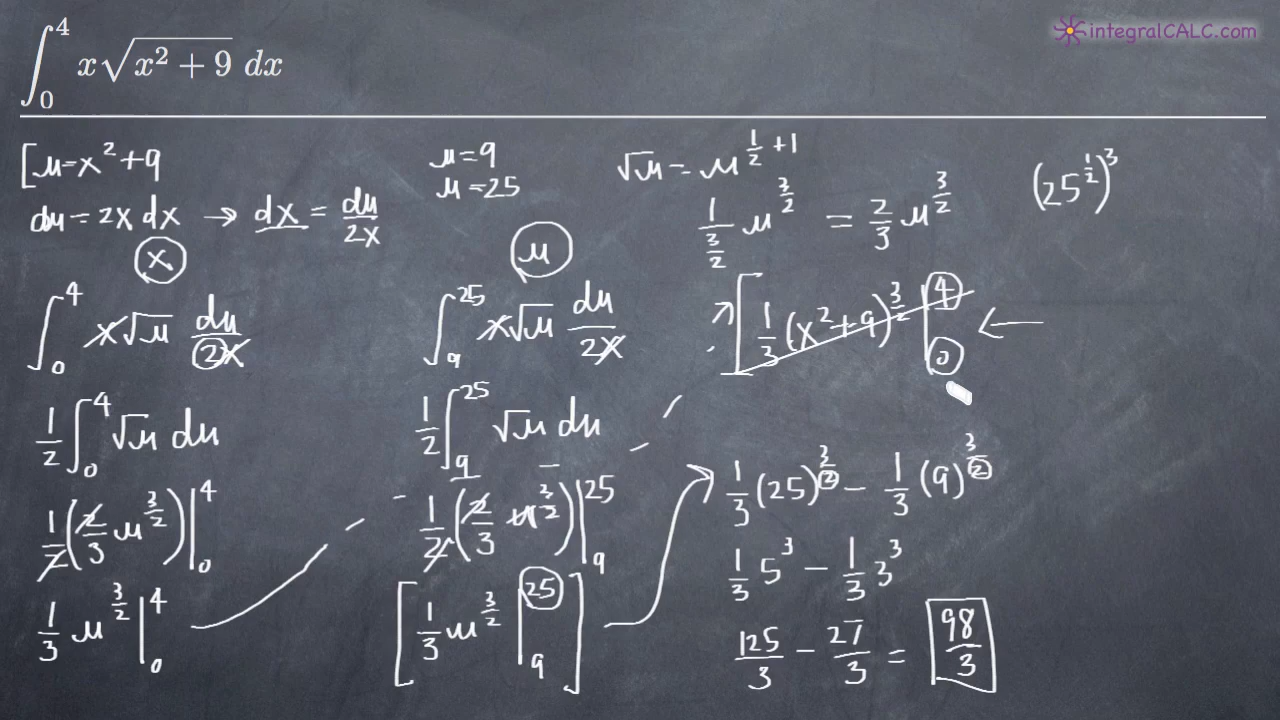 ∫₀⁴ x√(x² + 9) dx
integralCALC.com
[u = x² + 9
du = 2x dx → dx = du/2x
x
∫₀⁴ x√u du/2x
1/2 ∫₀⁴ √u du
1/2 (2/3 u^(3/2)) |₀⁴
1/3 u^(3/2) |₀⁴
u = 9
u = 25
u
∫₉²⁵ x√u du/2x
1/2 ∫₉²⁵ √u du
1/2 (2/3 u^(3/2)) |₉²⁵
[1/3 u^(3/2) |₉²⁵]
√u = u^(1/2 + 1)
1/(3/2) u^(3/2) = 2/3 u^(3/2)
[1/3 (x² + 9)^(3/2) |₀⁴ ←
1/3 (25)^(3/2) − 1/3 (9)^(3/2)
1/3 5³ − 1/3 3³
125/3 − 27/3 = 98/3
(25^(1/2))³